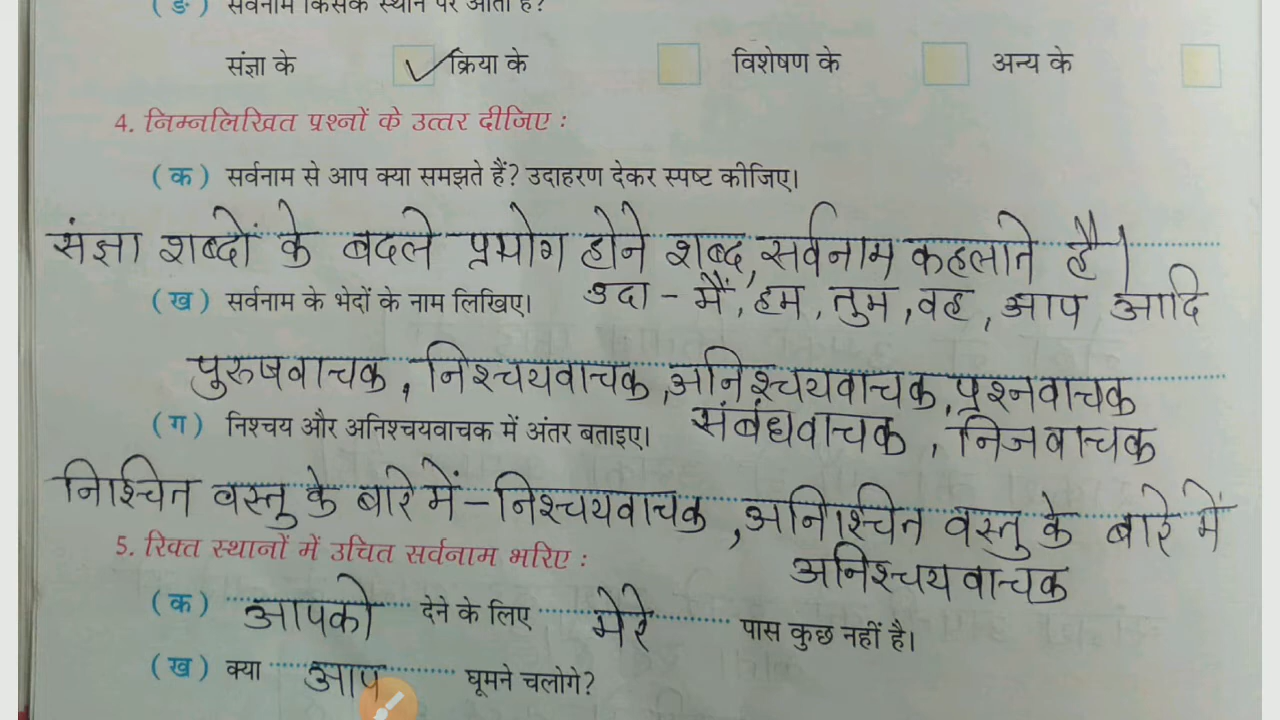 (ङ) सर्वनाम किसके स्थान पर आता है?
संज्ञा के क्रिया के विशेषण के अन्य के
4. निम्नलिखित प्रश्नों के उत्तर दीजिए :
(क) सर्वनाम से आप क्या समझते हैं? उदाहरण देकर स्पष्ट कीजिए।
संज्ञा शब्दों के बदले प्रयोग होने शब्द, सर्वनाम कहलाते है।
(ख) सर्वनाम के भेदों के नाम लिखिए। उदा - मैं, हम, तुम, वह, आप आदि
पुरुषवाचक, निश्चयवाचक, अनिश्चयवाचक, प्रश्नवाचक
(ग) निश्चय और अनिश्चयवाचक में अंतर बताइए। संबंधवाचक, निजवाचक
निश्चित वस्तु के बारे में - निश्चयवाचक, अनिश्चित वस्तु के बारे में
5. रिक्त स्थानों में उचित सर्वनाम भरिए : अनिश्चयवाचक
(क) आपको देने के लिए मेरे पास कुछ नहीं है।
(ख) क्या आप घूमने चलोगे?